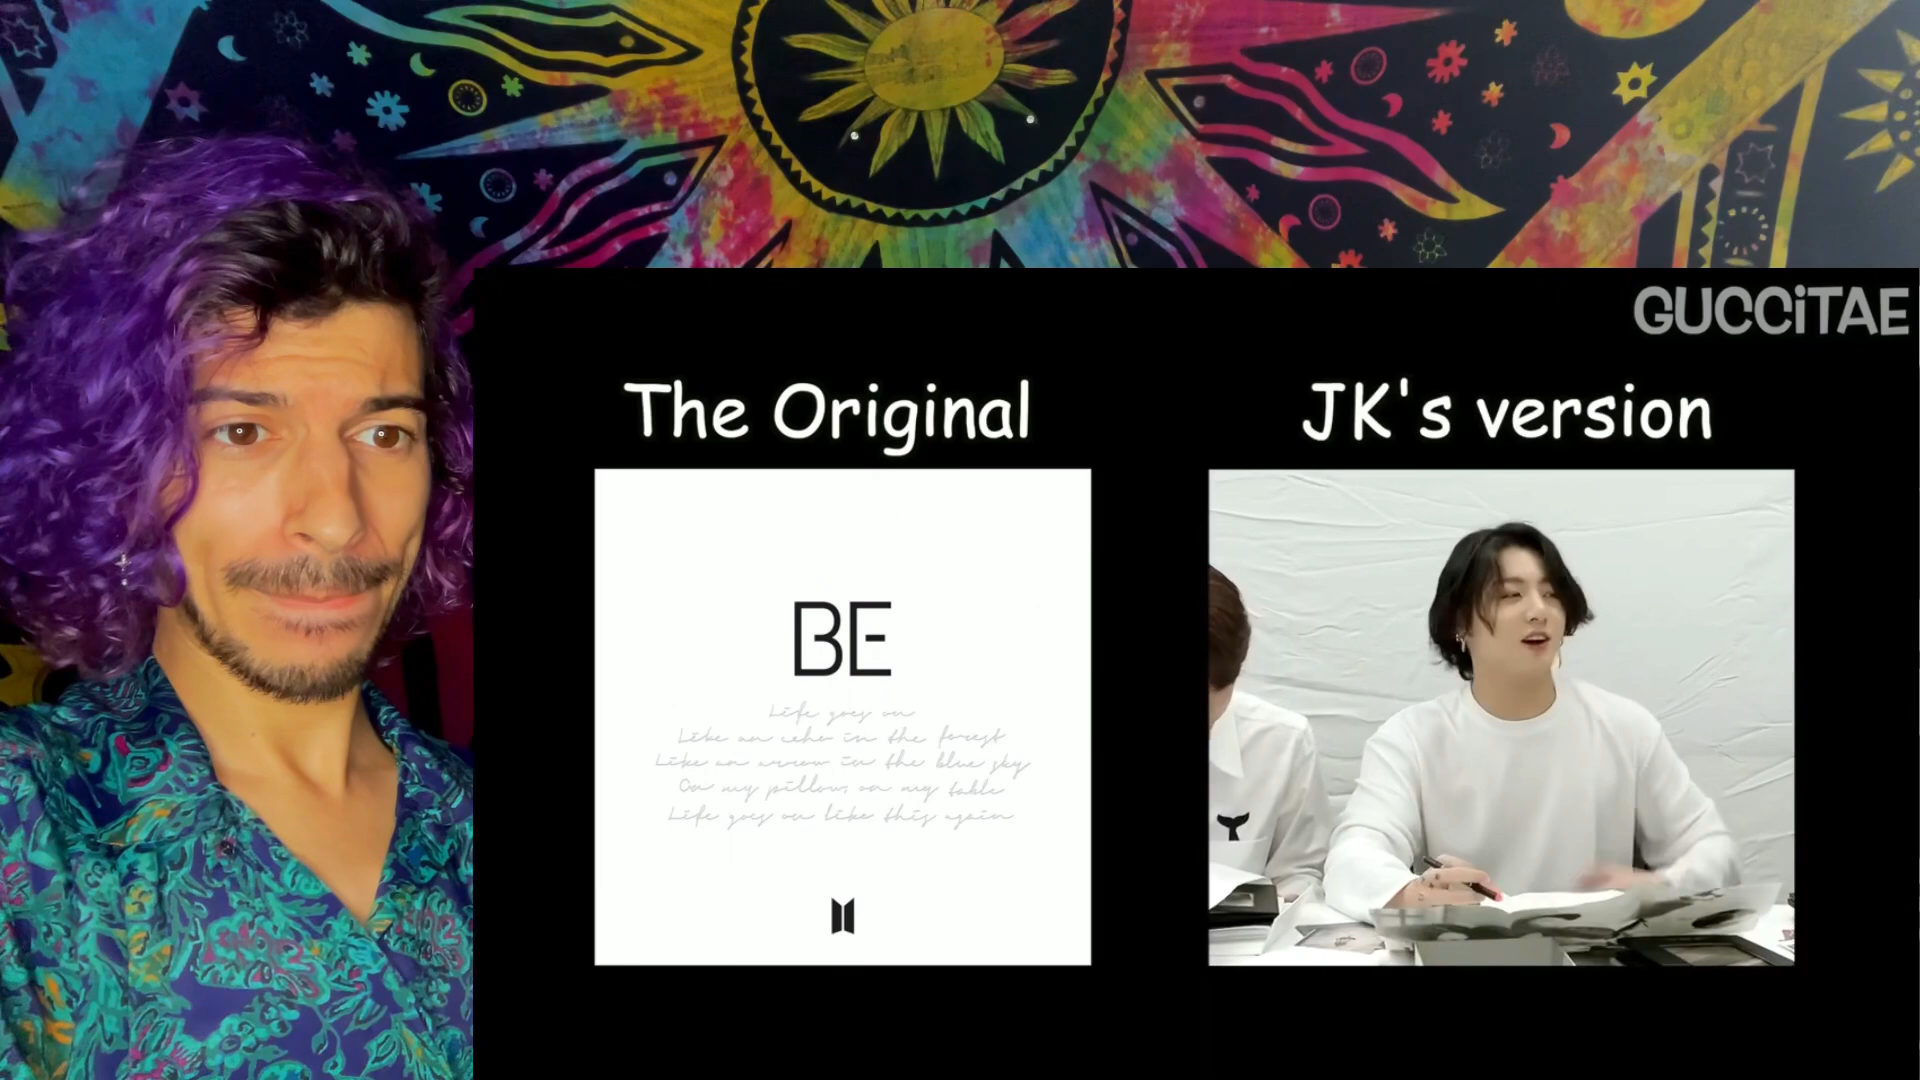 GUCCiTAE
The Original
JK's version
BE
Life goes on
Like an echo in the forest
Like an arrow in the blue sky
On my pillow, on my table
Life goes on like this again